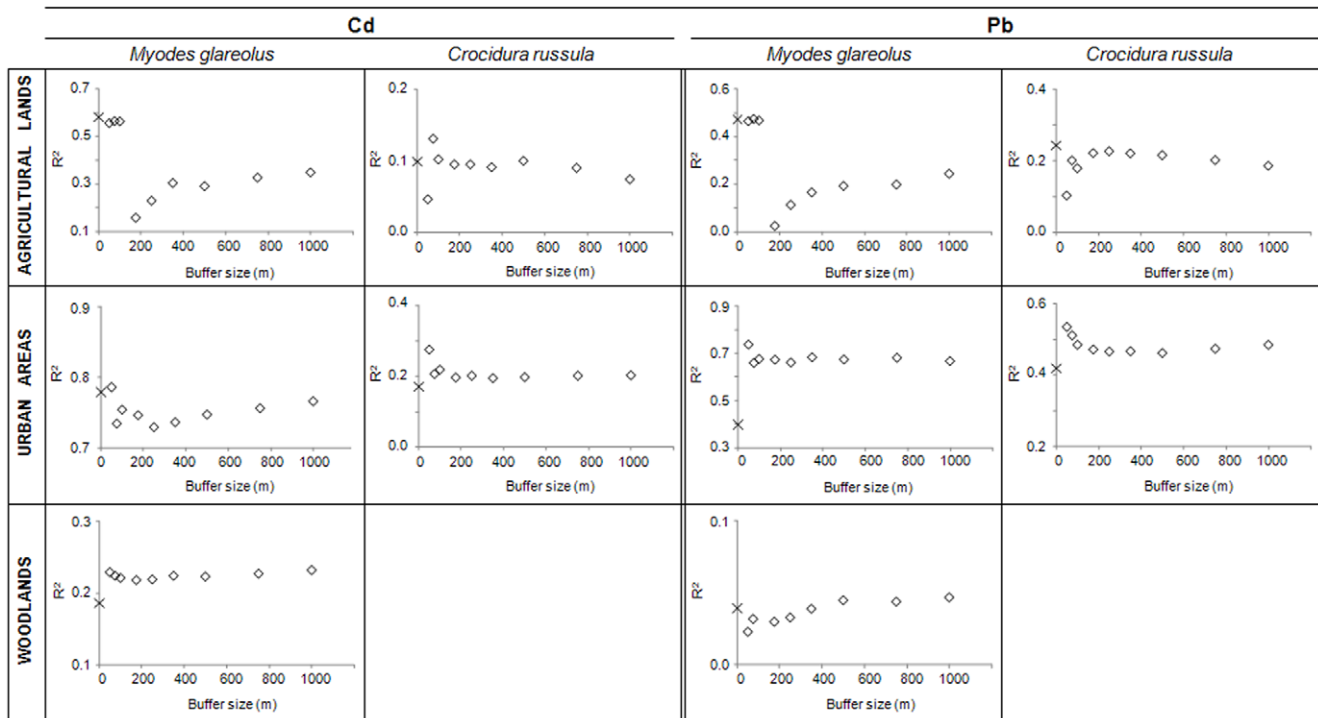 Cd Pb
Myodes glareolus Crocidura russula Myodes glareolus Crocidura russula
AGRICULTURAL LANDS
0.7
0.5
0.3
0.1
R²
0 200 400 600 800 1000
Buffer size (m)
0.2
0.1
0.0
R²
0 200 400 600 800 1000
Buffer size (m)
0.6
0.4
0.2
0.0
R²
0 200 400 600 800 1000
Buffer size (m)
0.4
0.2
0.0
R²
0 200 400 600 800 1000
Buffer size (m)
URBAN AREAS
0.9
0.8
0.7
R²
0 200 400 600 800 1000
Buffer size (m)
0.4
0.2
0.0
R²
0 200 400 600 800 1000
Buffer size (m)
0.9
0.7
0.5
0.3
R²
0 200 400 600 800 1000
Buffer size (m)
0.6
0.4
0.2
R²
0 200 400 600 800 1000
Buffer size (m)
WOODLANDS
0.3
0.2
0.1
R²
0 200 400 600 800 1000
Buffer size (m)
0.1
0.0
R²
0 200 400 600 800 1000
Buffer size (m)